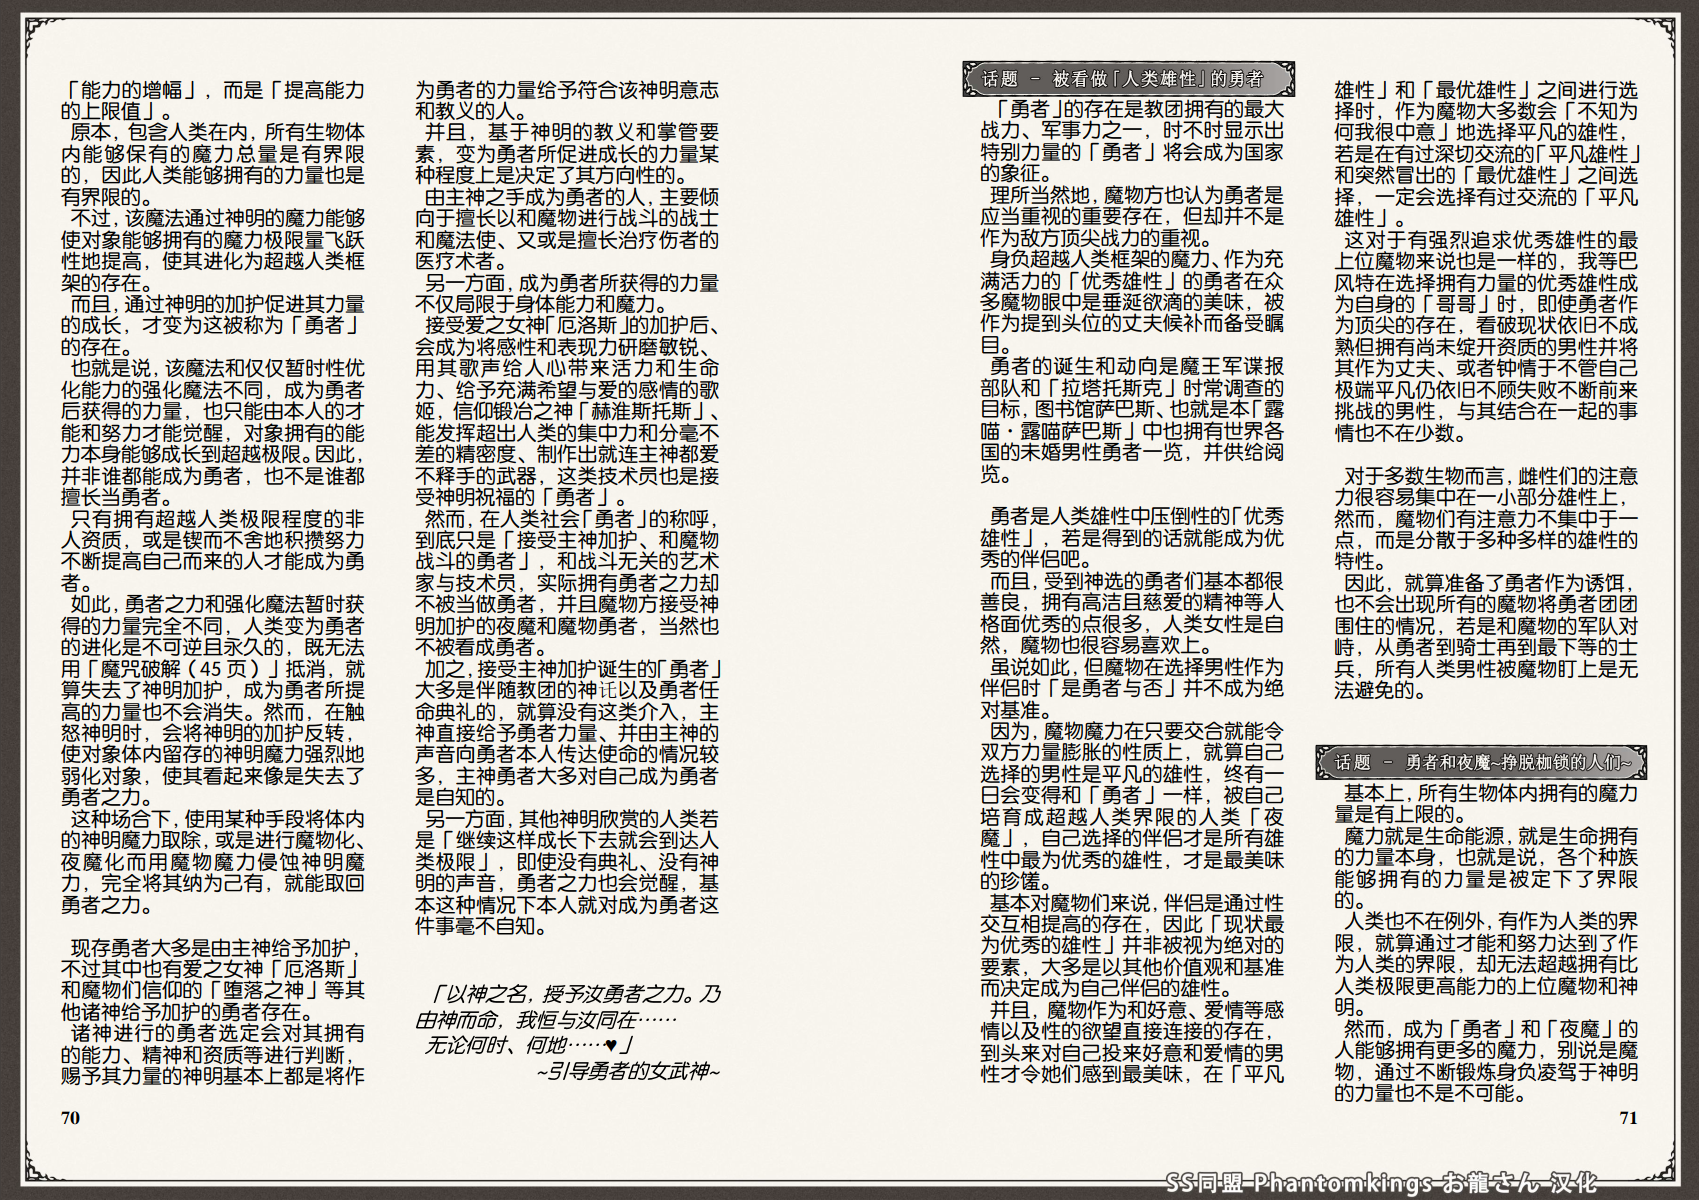 「能力的增幅」，而是「提高能力
的上限值」。
原本，包含人类在内，所有生物体
内能够保有的魔力总量是有界限
的，因此人类能够拥有的力量也是
有界限的。
不过，该魔法通过神明的魔力能够
使对象能够拥有的魔力极限量飞跃
性地提高，使其进化为超越人类框
架的存在。
而且，通过神明的加护促进其力量
的成长，才变为这被称为「勇者」
的存在。
也就是说，该魔法和仅仅暂时性优
化能力的强化魔法不同，成为勇者
后获得的力量，也只能由本人的才
能和努力才能觉醒，对象拥有的能
力本身能够成长到超越极限。因此，
并非谁都能成为勇者，也不是谁都
擅长当勇者。
只有拥有超越人类极限程度的非
人资质，或是锲而不舍地积攒努力
不断提高自己而来的人才能成为勇
者。
如此，勇者之力和强化魔法暂时获
得的力量完全不同，人类变为勇者
的进化是不可逆且永久的，既无法
用「魔咒破解（45 页）」抵消，就
算失去了神明加护，成为勇者所提
高的力量也不会消失。然而，在触
怒神明时，会将神明的加护反转，
使对象体内留存的神明魔力强烈地
弱化对象，使其看起来像是失去了
勇者之力。
这种场合下，使用某种手段将体内
的神明魔力取除，或是进行魔物化、
夜魔化而用魔物魔力侵蚀神明魔
力，完全将其纳为己有，就能取回
勇者之力。
现存勇者大多是由主神给予加护，
不过其中也有爱之女神「厄洛斯」
和魔物们信仰的「堕落之神」等其
他诸神给予加护的勇者存在。
诸神进行的勇者选定会对其拥有
的能力、精神和资质等进行判断，
赐予其力量的神明基本上都是将作
70
为勇者的力量给予符合该神明意志
和教义的人。
并且，基于神明的教义和掌管要
素，变为勇者所促进成长的力量某
种程度上是决定了其方向性的。
由主神之手成为勇者的人，主要倾
向于擅长以和魔物进行战斗的战士
和魔法使、又或是擅长治疗伤者的
医疗术者。
另一方面，成为勇者所获得的力量
不仅局限于身体能力和魔力。
接受爱之女神「厄洛斯」的加护后、
会成为将感性和表现力研磨敏锐、
用其歌声给人心带来活力和生命
力、给予充满希望与爱的感情的歌
姬，信仰锻冶之神「赫淮斯托斯」、
能发挥超出人类的集中力和分毫不
差的精密度、制作出就连主神都爱
不释手的武器，这类技术员也是接
受神明祝福的「勇者」。
然而，在人类社会「勇者」的称呼，
到底只是「接受主神加护、和魔物
战斗的勇者」，和战斗无关的艺术
家与技术员，实际拥有勇者之力却
不被当做勇者，并且魔物方接受神
明加护的夜魔和魔物勇者，当然也
不被看成勇者。
加之，接受主神加护诞生的「勇者」
大多是伴随教团的神讬以及勇者任
命典礼的，就算没有这类介入，主
神直接给予勇者力量、并由主神的
声音向勇者本人传达使命的情况较
多，主神勇者大多对自己成为勇者
是自知的。
另一方面，其他神明欣赏的人类若
是「继续这样成长下去就会到达人
类极限」，即使没有典礼、没有神
明的声音，勇者之力也会觉醒，基
本这种情况下本人就对成为勇者这
件事毫不自知。
「以神之名，授予汝勇者之力。乃
由神而命，我恒与汝同在……
无论何时、何地……♥」
~引导勇者的女武神~
话题 － 被看做「人类雄性」的勇者
「勇者」的存在是教团拥有的最大
战力、军事力之一，时不时显示出
特别力量的「勇者」将会成为国家
的象征。
理所当然地，魔物方也认为勇者是
应当重视的重要存在，但却并不是
作为敌方顶尖战力的重视。
身负超越人类框架的魔力、作为充
满活力的「优秀雄性」的勇者在众
多魔物眼中是垂涎欲滴的美味，被
作为提到头位的丈夫候补而备受瞩
目。
勇者的诞生和动向是魔王军谍报
部队和「拉塔托斯克」时常调查的
目标，图书馆萨巴斯、也就是本「露
喵・露喵萨巴斯」中也拥有世界各
国的未婚男性勇者一览，并供给阅
览。
勇者是人类雄性中压倒性的「优秀
雄性」，若是得到的话就能成为优
秀的伴侣吧。
而且，受到神选的勇者们基本都很
善良，拥有高洁且慈爱的精神等人
格面优秀的点很多，人类女性是自
然，魔物也很容易喜欢上。
虽说如此，但魔物在选择男性作为
伴侣时「是勇者与否」并不成为绝
对基准。
因为，魔物魔力在只要交合就能令
双方力量膨胀的性质上，就算自己
选择的男性是平凡的雄性，终有一
日会变得和「勇者」一样，被自己
培育成超越人类界限的人类「夜
魔」，自己选择的伴侣才是所有雄
性中最为优秀的雄性，才是最美味
的珍馐。
基本对魔物们来说，伴侣是通过性
交互相提高的存在，因此「现状最
为优秀的雄性」并非被视为绝对的
要素，大多是以其他价值观和基准
而决定成为自己伴侣的雄性。
并且，魔物作为和好意、爱情等感
情以及性的欲望直接连接的存在，
到头来对自己投来好意和爱情的男
性才令她们感到最美味，在「平凡
雄性」和「最优雄性」之间进行选
择时，作为魔物大多数会「不知为
何我很中意」地选择平凡的雄性，
若是在有过深切交流的「平凡雄性」
和突然冒出的「最优雄性」之间选
择，一定会选择有过交流的「平凡
雄性」。
这对于有强烈追求优秀雄性的最
上位魔物来说也是一样的，我等巴
风特在选择拥有力量的优秀雄性成
为自身的「哥哥」时，即使勇者作
为顶尖的存在，看破现状依旧不成
熟但拥有尚未绽开资质的男性并将
其作为丈夫、或者钟情于不管自己
极端平凡仍依旧不顾失败不断前来
挑战的男性，与其结合在一起的事
情也不在少数。
对于多数生物而言，雌性们的注意
力很容易集中在一小部分雄性上，
然而，魔物们有注意力不集中于一
点，而是分散于多种多样的雄性的
特性。
因此，就算准备了勇者作为诱饵，
也不会出现所有的魔物将勇者团团
围住的情况，若是和魔物的军队对
峙，从勇者到骑士再到最下等的士
兵，所有人类男性被魔物盯上是无
法避免的。
话题 － 勇者和夜魔~挣脱枷锁的人们~
基本上，所有生物体内拥有的魔力
量是有上限的。
魔力就是生命能源，就是生命拥有
的力量本身，也就是说，各个种族
能够拥有的力量是被定下了界限
的。
人类也不在例外，有作为人类的界
限，就算通过才能和努力达到了作
为人类的界限，却无法超越拥有比
人类极限更高能力的上位魔物和神
明。
然而，成为「勇者」和「夜魔」的
人能够拥有更多的魔力，别说是魔
物，通过不断锻炼身负凌驾于神明
的力量也不是不可能。
71
SS同盟 Phantomkings お龍さん 汉化